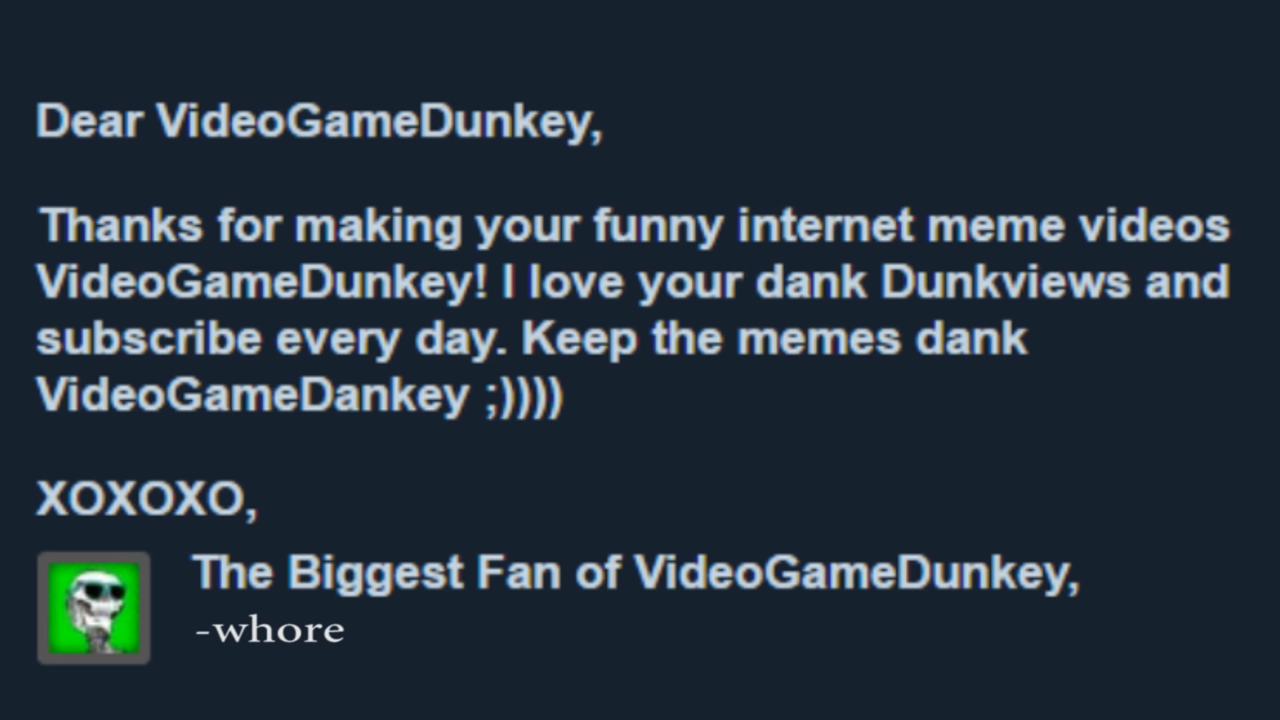 Dear VideoGameDunkey,
Thanks for making your funny internet meme videos
VideoGameDunkey! I love your dank Dunkviews and
subscribe every day. Keep the memes dank
VideoGameDankey ;))))
XOXOXO,
The Biggest Fan of VideoGameDunkey,
-whore